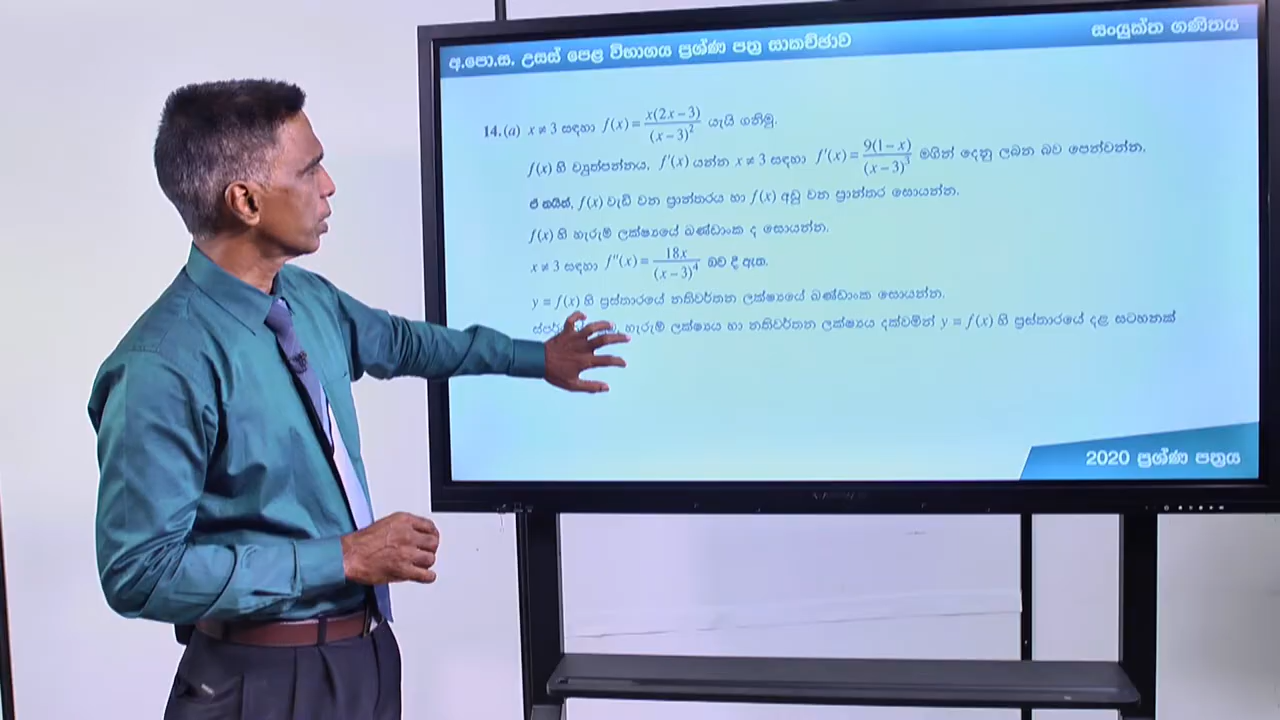 අ.පො.ස. උසස් පෙළ විභාගය ප්‍රශ්ණ පත්‍ර සාකච්ඡාව
සංයුක්ත ගණිතය
14.(a) x ≠ 3 සඳහා f(x) = x(2x − 3)/(x − 3)² යැයි ගනිමු.
f(x) හි ව්‍යුත්පන්නය, f′(x) යන්න x ≠ 3 සඳහා f′(x) = 9(1 − x)/(x − 3)³ මගින් දෙනු ලබන බව පෙන්වන්න.
ඒ නයින්, f(x) වැඩි වන ප්‍රාන්තරය හා f(x) අඩු වන ප්‍රාන්තර සොයන්න.
f(x) හි හැරුම් ලක්ෂ්‍යයේ ඛණ්ඩාංක ද සොයන්න.
x ≠ 3 සඳහා f″(x) = 18x/(x − 3)⁴ බව දී ඇත.
y = f(x) හි ප්‍රස්තාරයේ නතිවර්තන ලක්ෂ්‍යයේ ඛණ්ඩාංක සොයන්න.
හැරුම් ලක්ෂ්‍යය හා නතිවර්තන ලක්ෂ්‍යය දක්වමින් y = f(x) හි ප්‍රස්තාරයේ දළ සටහනක්
2020 ප්‍රශ්ණ පත්‍රය